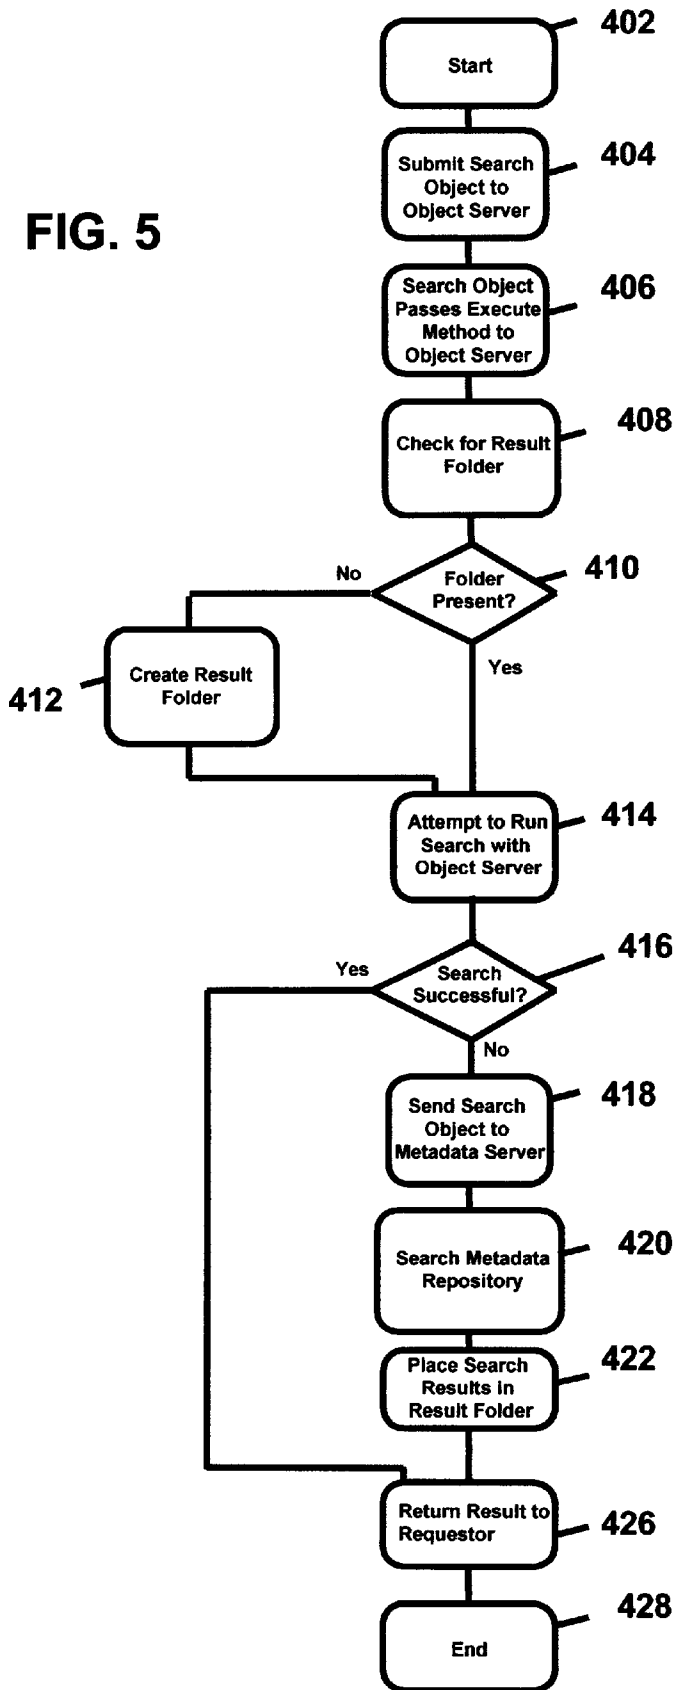 402
Start
404
Submit Search
Object to
Object Server
FIG. 5
406
Search Object
Passes Execute
Method to
Object Server
408
Check for Result
Folder
410
No
Folder
Present?
Yes
412
Create Result
Folder
414
Attempt to Run
Search with
Object Server
416
Yes
Search
Successful?
No
418
Send Search
Object to
Metadata Server
420
Search Metadata
Repository
422
Place Search
Results in
Result Folder
Return Result to
Requestor
426
428
End